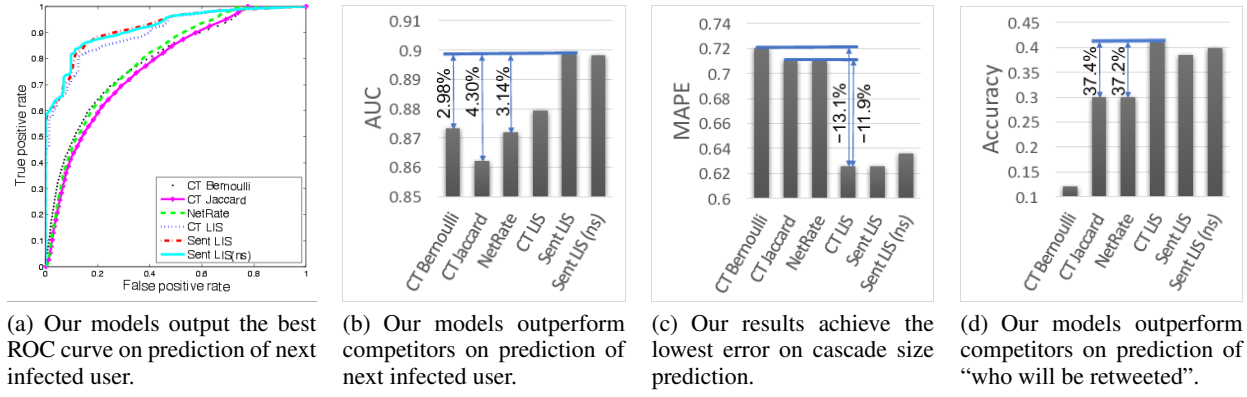 1
0.9
0.8
0.7
0.6
0.5
0.4
0.3
0.2
0.1
0
0 0.2 0.4 0.6 0.8 1
True positive rate
False positive rate
CT Bernoulli
CT Jaccard
NetRate
CT LIS
Sent LIS
Sent LIS(ns)
(a) Our models output the best
ROC curve on prediction of next
infected user.
0.91
0.9
0.89
0.88
0.87
0.86
0.85
AUC
2.98%
4.30%
3.14%
CT Bernoulli
CT Jaccard
NetRate
CT LIS
Sent LIS
Sent LIS (ns)
(b) Our models outperform
competitors on prediction of
next infected user.
0.74
0.72
0.7
0.68
0.66
0.64
0.62
0.6
MAPE
−13.1%
−11.9%
CT Bernoulli
CT Jaccard
NetRate
CT LIS
Sent LIS
Sent LIS (ns)
(c) Our results achieve the
lowest error on cascade size
prediction.
0.45
0.4
0.35
0.3
0.25
0.2
0.15
0.1
Accuracy
37.4%
37.2%
CT Bernoulli
CT Jaccard
NetRate
CT LIS
Sent LIS
Sent LIS (ns)
(d) Our models outperform
competitors on prediction of
“who will be retweeted”.